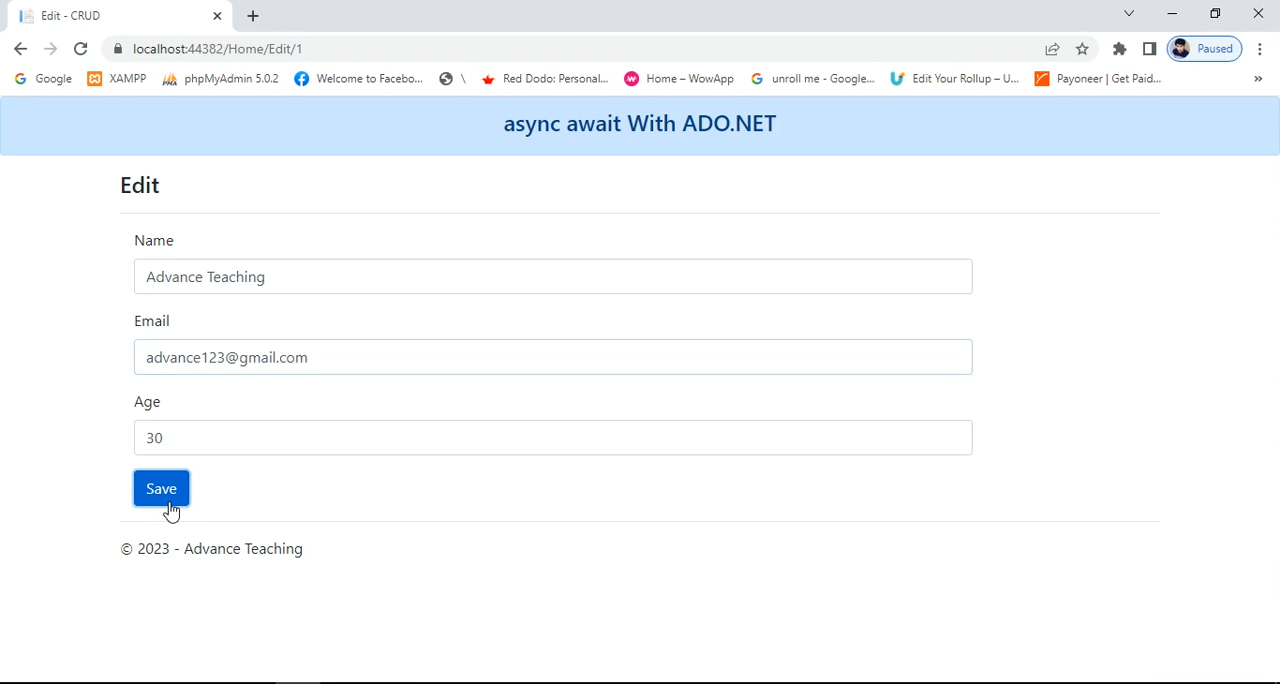 Edit - CRUD
localhost:44382/Home/Edit/1
Paused
Google XAMPP phpMyAdmin 5.0.2 Welcome to Facebo... \ Red Dodo: Personal... Home – WowApp unroll me - Google... Edit Your Rollup – U... Payoneer | Get Paid... »
async await With ADO.NET
Edit
Name
Advance Teaching
Email
advance123@gmail.com
Age
30
Save
© 2023 - Advance Teaching